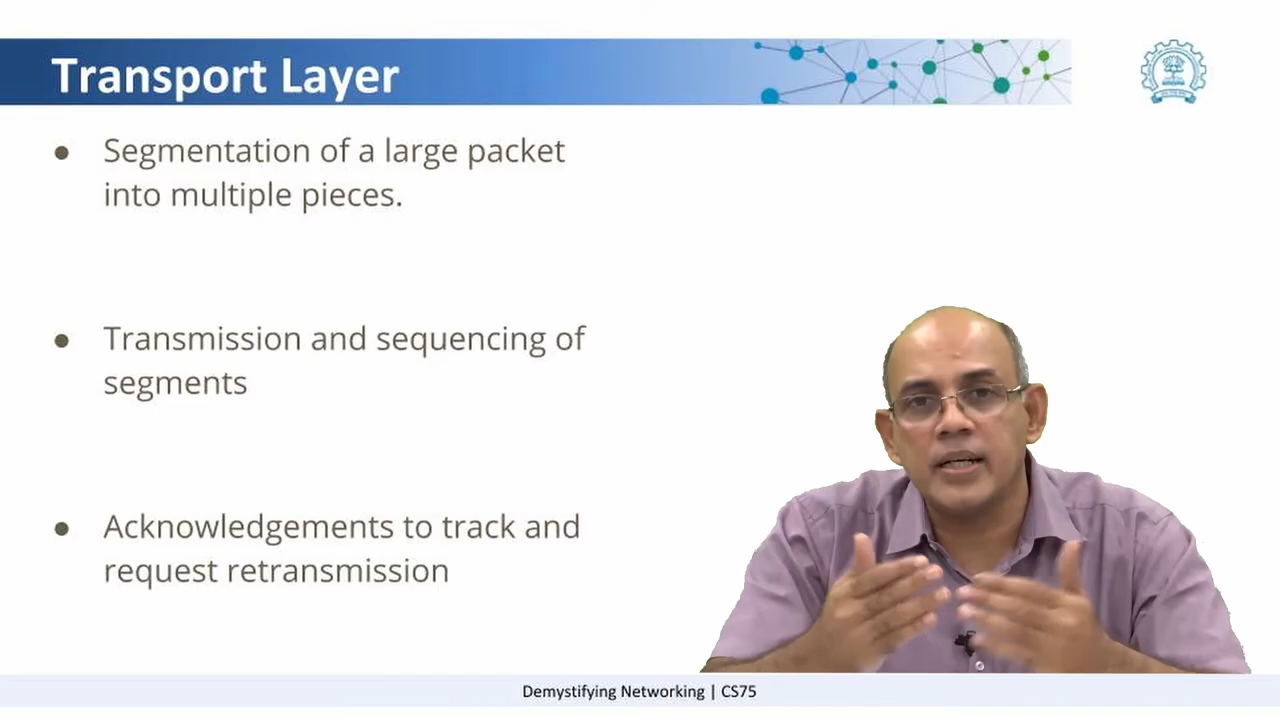 Transport Layer
● Segmentation of a large packet
into multiple pieces.
● Transmission and sequencing of
segments
● Acknowledgements to track and
request retransmission
Demystifying Networking | CS75